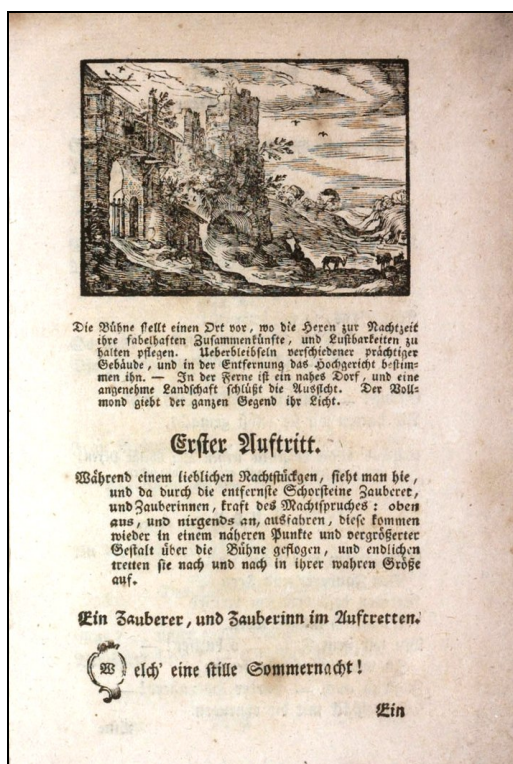 Die Bühne stellt einen Ort vor, wo die Hexen zur Nachtzeit
ihre fabelhaften Zusammenkünfte, und Lustbarkeiten zu
halten pflegen. Ueberbleibseln verschiedener prächtiger
Gebäude, und in der Entfernung das Hochgericht bestim-
men ihn. — In der Ferne ist ein nahes Dorf, und eine
angenehme Landschaft schlüßt die Aussicht. Der Voll-
mond giebt der ganzen Gegend ihr Licht.
Erster Auftritt.
Während einem lieblichen Nachtstückgen, sieht man hie,
und da durch die entfernste Schorsteine Zauberer,
und Zauberinnen, kraft des Machtspruches: oben
aus, und nirgends an, ausfahren, diese kommen
wieder in einem näheren Punkte und vergrößerter
Gestalt über die Bühne geflogen, und endlichen
tretten sie nach und nach in ihrer wahren Größe
auf.
Ein Zauberer, und Zauberinn im Auftretten.
Welch' eine stille Sommernacht!
Ein